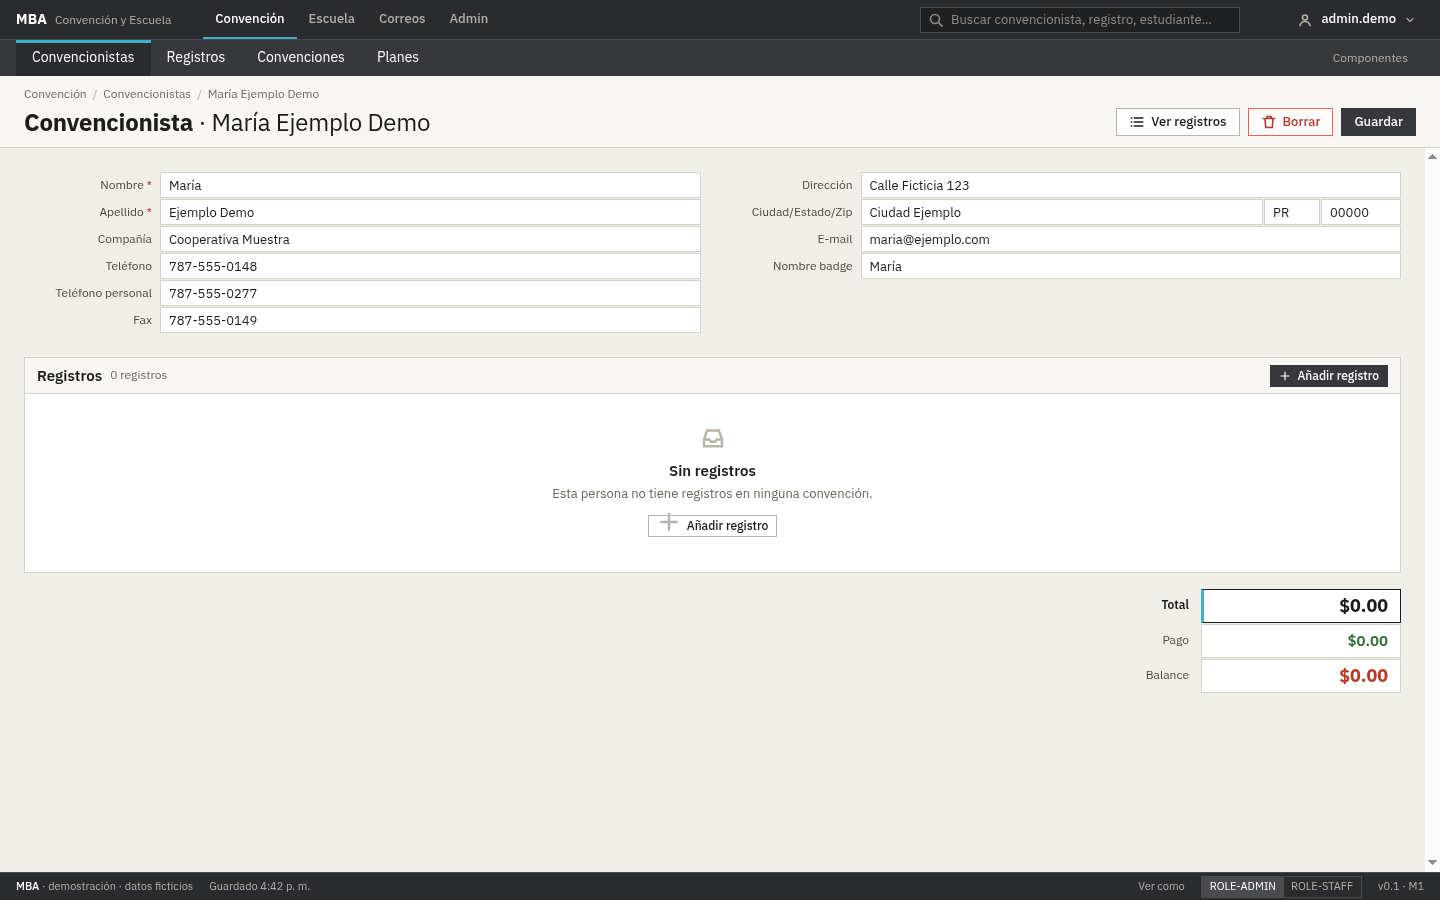 MBA Convención y Escuela Convención Escuela Correos Admin Buscar convencionista, registro, estudiante... admin.demo
Convencionistas Registros Convenciones Planes Componentes
Convención / Convencionistas / María Ejemplo Demo
Convencionista · María Ejemplo Demo Ver registros Borrar Guardar
Nombre * María Dirección Calle Ficticia 123
Apellido * Ejemplo Demo Ciudad/Estado/Zip Ciudad Ejemplo PR 00000
Compañía Cooperativa Muestra E-mail maria@ejemplo.com
Teléfono 787-555-0148 Nombre badge María
Teléfono personal 787-555-0277
Fax 787-555-0149
Registros 0 registros Añadir registro
Sin registros
Esta persona no tiene registros en ninguna convención.
Añadir registro
Total $0.00
Pago $0.00
Balance $0.00
MBA · demostración · datos ficticios Guardado 4:42 p. m. Ver como ROLE-ADMIN ROLE-STAFF v0.1 · M1